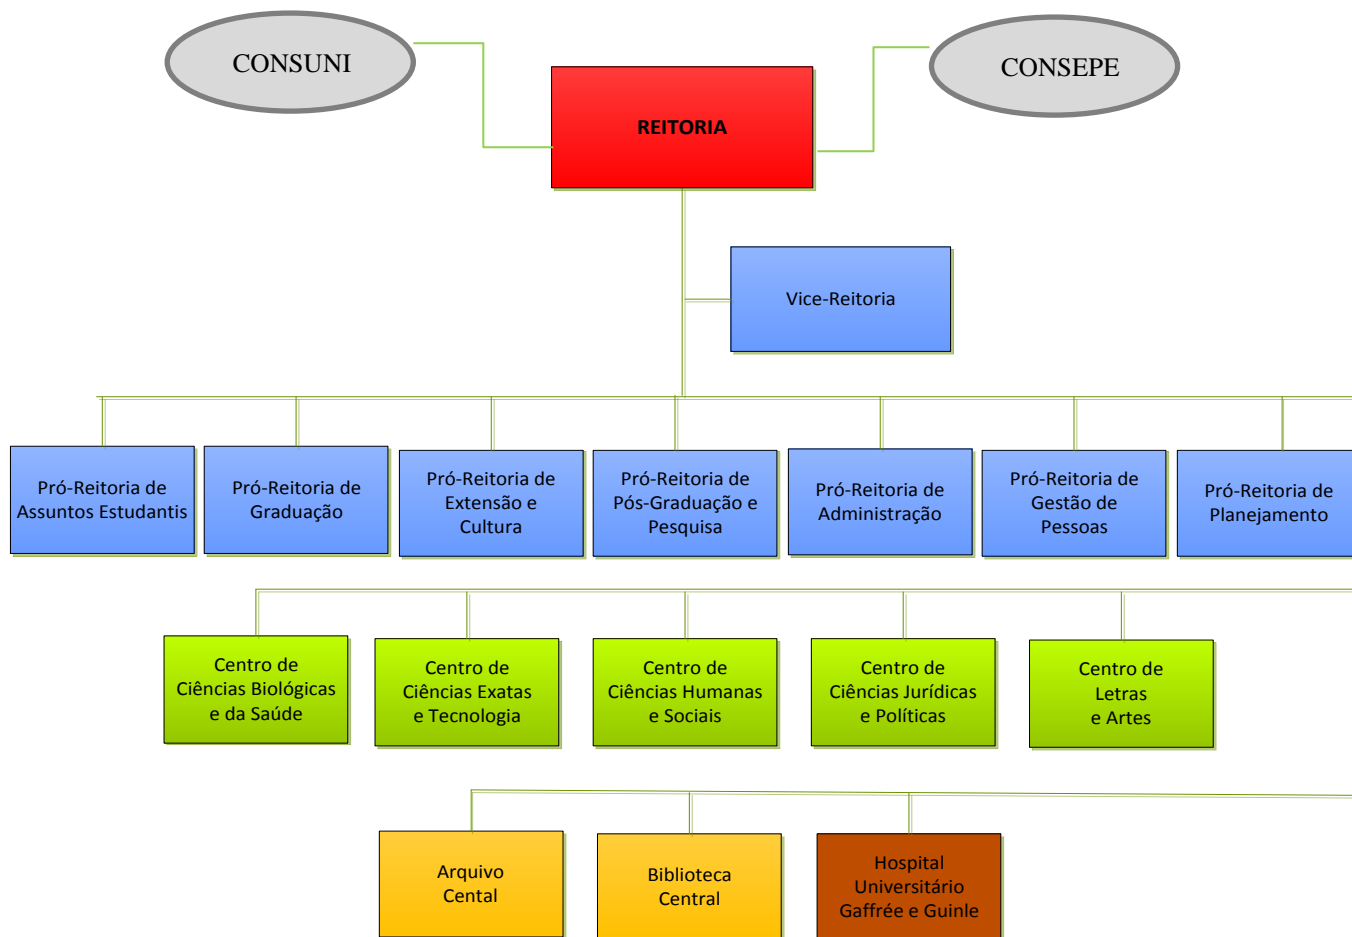 CONSUNI
CONSEPE
REITORIA
Vice-Reitoria
Pró-Reitoria de
Assuntos Estudantis
Pró-Reitoria de
Graduação
Pró-Reitoria de
Extensão e
Cultura
Pró-Reitoria de
Pós-Graduação e
Pesquisa
Pró-Reitoria de
Administração
Pró-Reitoria de
Gestão de
Pessoas
Pró-Reitoria de
Planejamento
Centro de
Ciências Biológicas
e da Saúde
Centro de
Ciências Exatas
e Tecnologia
Centro de
Ciências Humanas
e Sociais
Centro de
Ciências Jurídicas
e Políticas
Centro de
Letras
e Artes
Arquivo
Cental
Biblioteca
Central
Hospital
Universitário
Gaffrée e Guinle